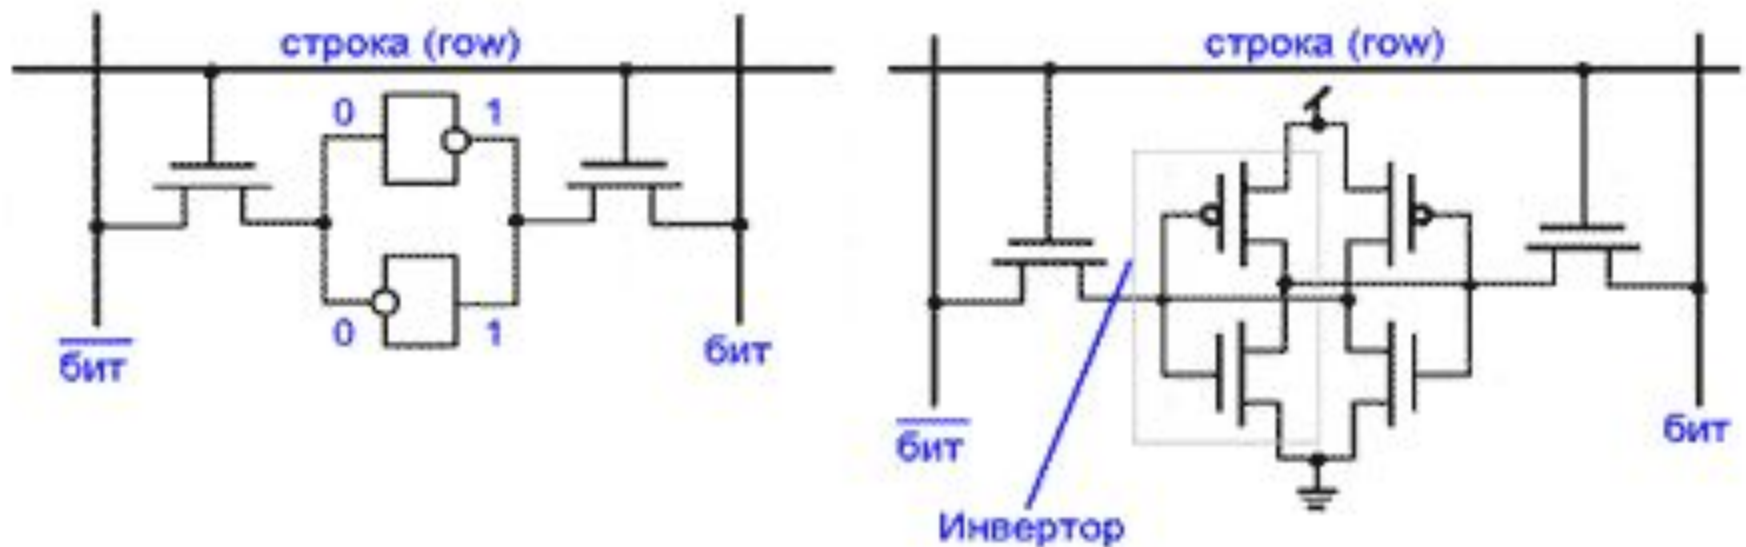 строка (row)
0 1
0 1
бит
бит
строка (row)
бит
бит
Инвертор